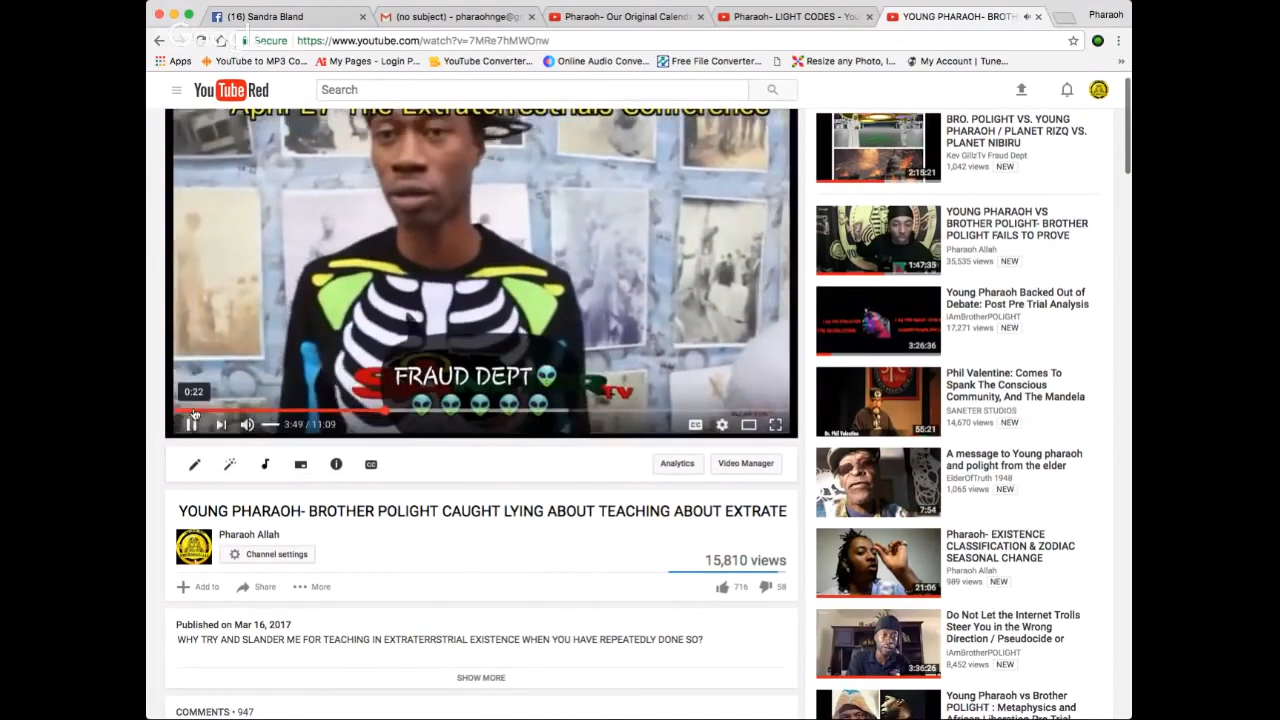 (16) Sandra Bland
(no subject) - pharaohnge@g
Pharaoh- Our Original Calenda
Pharaoh- LIGHT CODES - You
YOUNG PHARAOH- BROTH
Pharaoh
Secure
https://www.youtube.com/watch?v=7MRe7hMWOnw
Apps
YouTube to MP3 Co...
My Pages - Login P...
YouTube Converter...
Online Audio Conve...
Free File Converter...
Resize any Photo, I...
My Account | Tune...
»
YouTube Red
Search
April 27 The Extraterrestrials Conference
FRAUD DEPT
TV
0:22
3:49 / 11:09
CC
Analytics
Video Manager
YOUNG PHARAOH- BROTHER POLIGHT CAUGHT LYING ABOUT TEACHING ABOUT EXTRATE
Pharaoh Allah
Channel settings
15,810 views
Add to
Share
More
716
58
Published on Mar 16, 2017
WHY TRY AND SLANDER ME FOR TEACHING IN EXTRATERRSTRIAL EXISTENCE WHEN YOU HAVE REPEATEDLY DONE SO?
SHOW MORE
COMMENTS • 947
BRO. POLIGHT VS. YOUNG
PHARAOH / PLANET RIZQ VS.
PLANET NIBIRU
Kev GillzTv Fraud Dept
1,042 views NEW
2:15:21
YOUNG PHARAOH VS
BROTHER POLIGHT- BROTHER
POLIGHT FAILS TO PROVE
Pharaoh Allah
35,535 views NEW
1:47:35
Young Pharaoh Backed Out of
Debate: Post Pre Trial Analysis
iAmBrotherPOLIGHT
17,271 views NEW
3:26:36
Phil Valentine: Comes To
Spank The Conscious
Community, And The Mandela
SANETER STUDIOS
14,670 views NEW
Dr. Phil Valentine
55:21
A message to Young pharaoh
and polight from the elder
ElderOfTruth 1948
1,065 views NEW
7:54
Pharaoh- EXISTENCE
CLASSIFICATION & ZODIAC
SEASONAL CHANGE
Pharaoh Allah
989 views NEW
21:06
Do Not Let the Internet Trolls
Steer You in the Wrong
Direction / Pseudocide or
iAmBrotherPOLIGHT
8,452 views NEW
3:36:26
Young Pharaoh vs Brother
POLIGHT : Metaphysics and
African Liberation Pre Trial